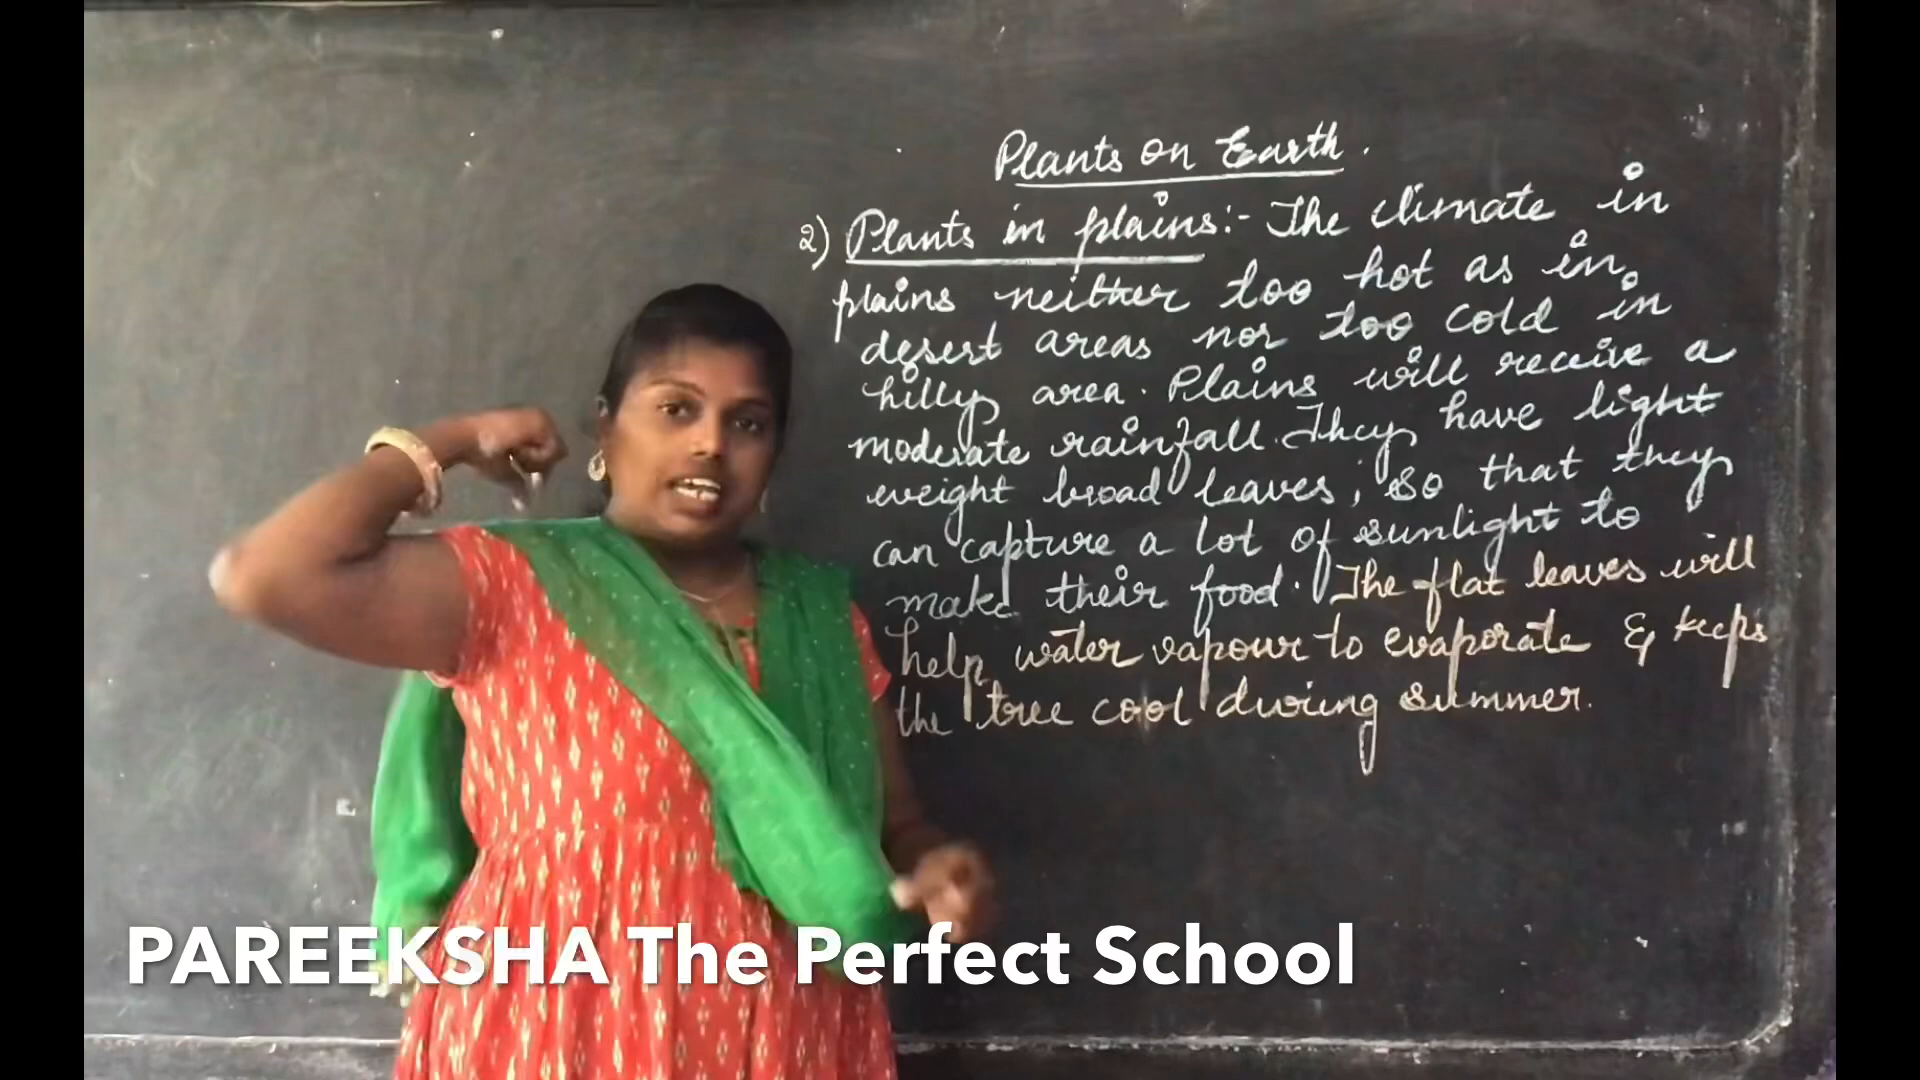 Plants on Earth.
2) Plants in plains:- The climate in
plains neither too hot as in
desert areas nor too cold in
hilly area. Plains will receive a
moderate rainfall. They have light
weight broad leaves; so that they
can capture a lot of sunlight to
make their food. The flat leaves will
help water vapour to evaporate & keeps
the tree cool during summer.
PAREEKSHA The Perfect School